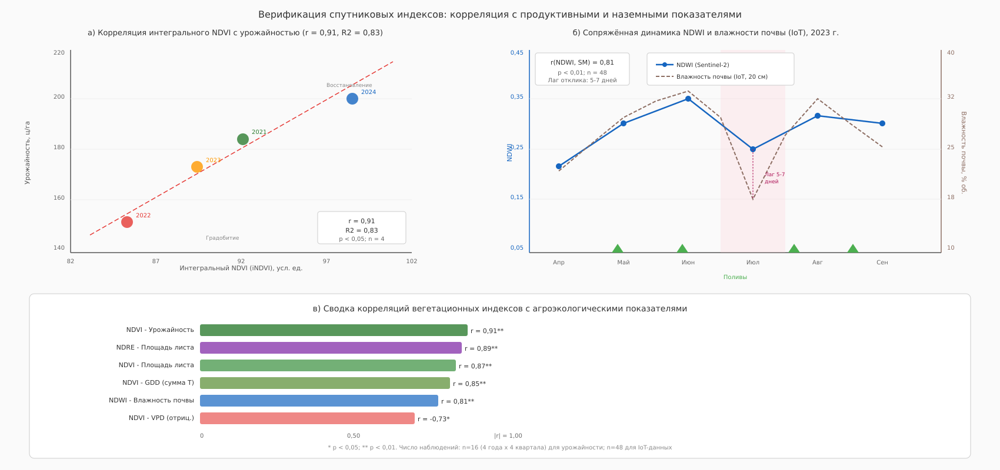 Верификация спутниковых индексов: корреляция с продуктивными и наземными показателями
а) Корреляция интегрального NDVI с урожайностью (r = 0,91, R2 = 0,83)
220
200
180
160
140
Урожайность, ц/га
Восстановление
2024
2021
2023
2022
Градобитие
r = 0,91
R2 = 0,83
p < 0,05; n = 4
82
87
92
97
102
Интегральный NDVI (iNDVI), усл. ед.
б) Сопряжённая динамика NDWI и влажности почвы (IoT), 2023 г.
0,45
0,35
0,25
0,15
0,05
NDWI
r(NDWI, SM) = 0,81
p < 0,01; n = 48
Лаг отклика: 5-7 дней
NDWI (Sentinel-2)
Влажность почвы (IoT, 20 см)
Лаг 5-7
дней
40
32
25
18
10
Влажность почвы, % об.
Апр
Май
Июн
Июл
Авг
Сен
Поливы
в) Сводка корреляций вегетационных индексов с агроэкологическими показателями
NDVI - Урожайность r = 0,91**
NDRE - Площадь листа r = 0,89**
NDVI - Площадь листа r = 0,87**
NDVI - GDD (сумма Т) r = 0,85**
NDWI - Влажность почвы r = 0,81**
NDVI - VPD (отриц.) r = -0,73*
0
0,50
|r| = 1,00
* p < 0,05; ** p < 0,01. Число наблюдений: n=16 (4 года x 4 квартала) для урожайности; n=48 для IoT-данных